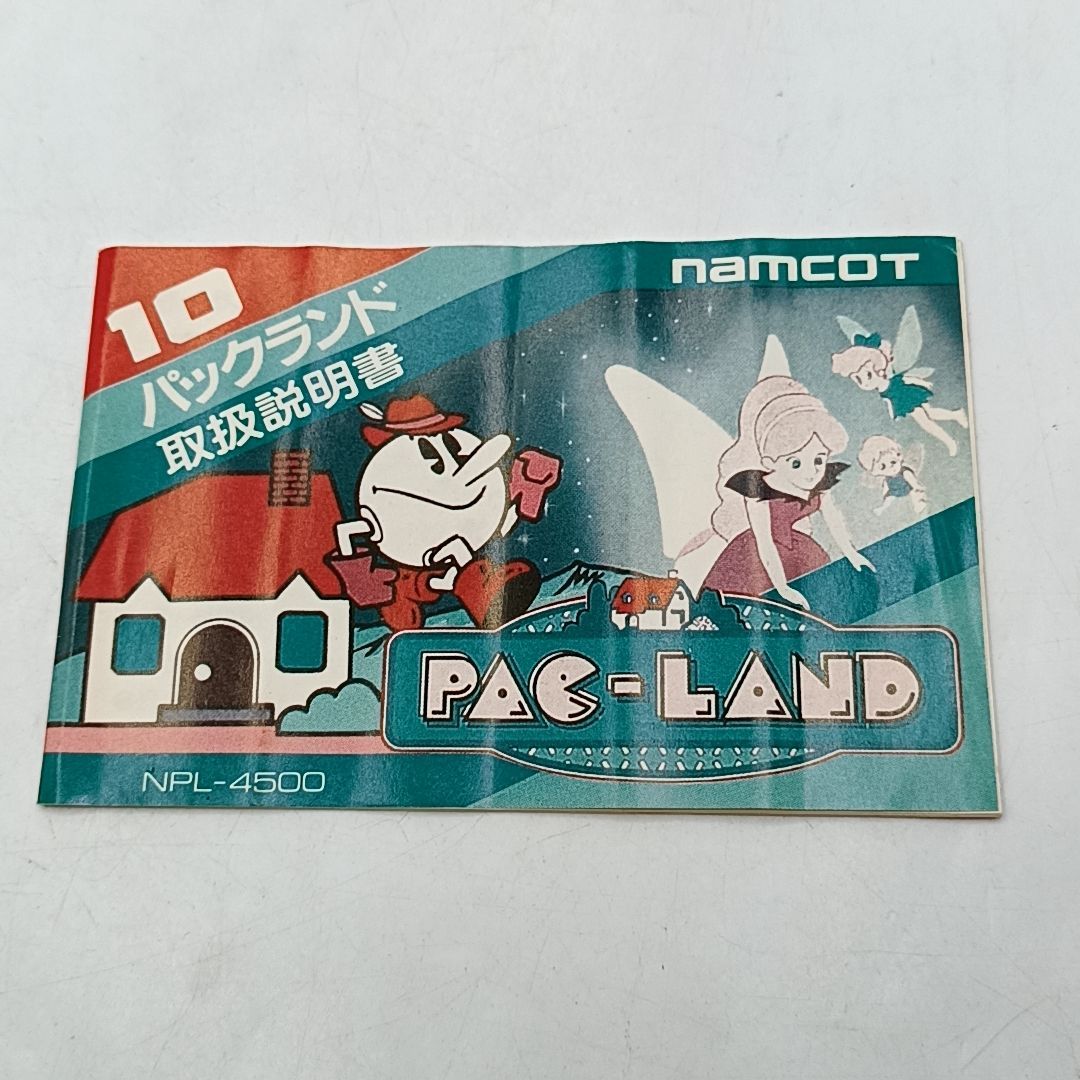 10
パックランド
取扱説明書
namcoT
PAC-LAND
NPL-4500